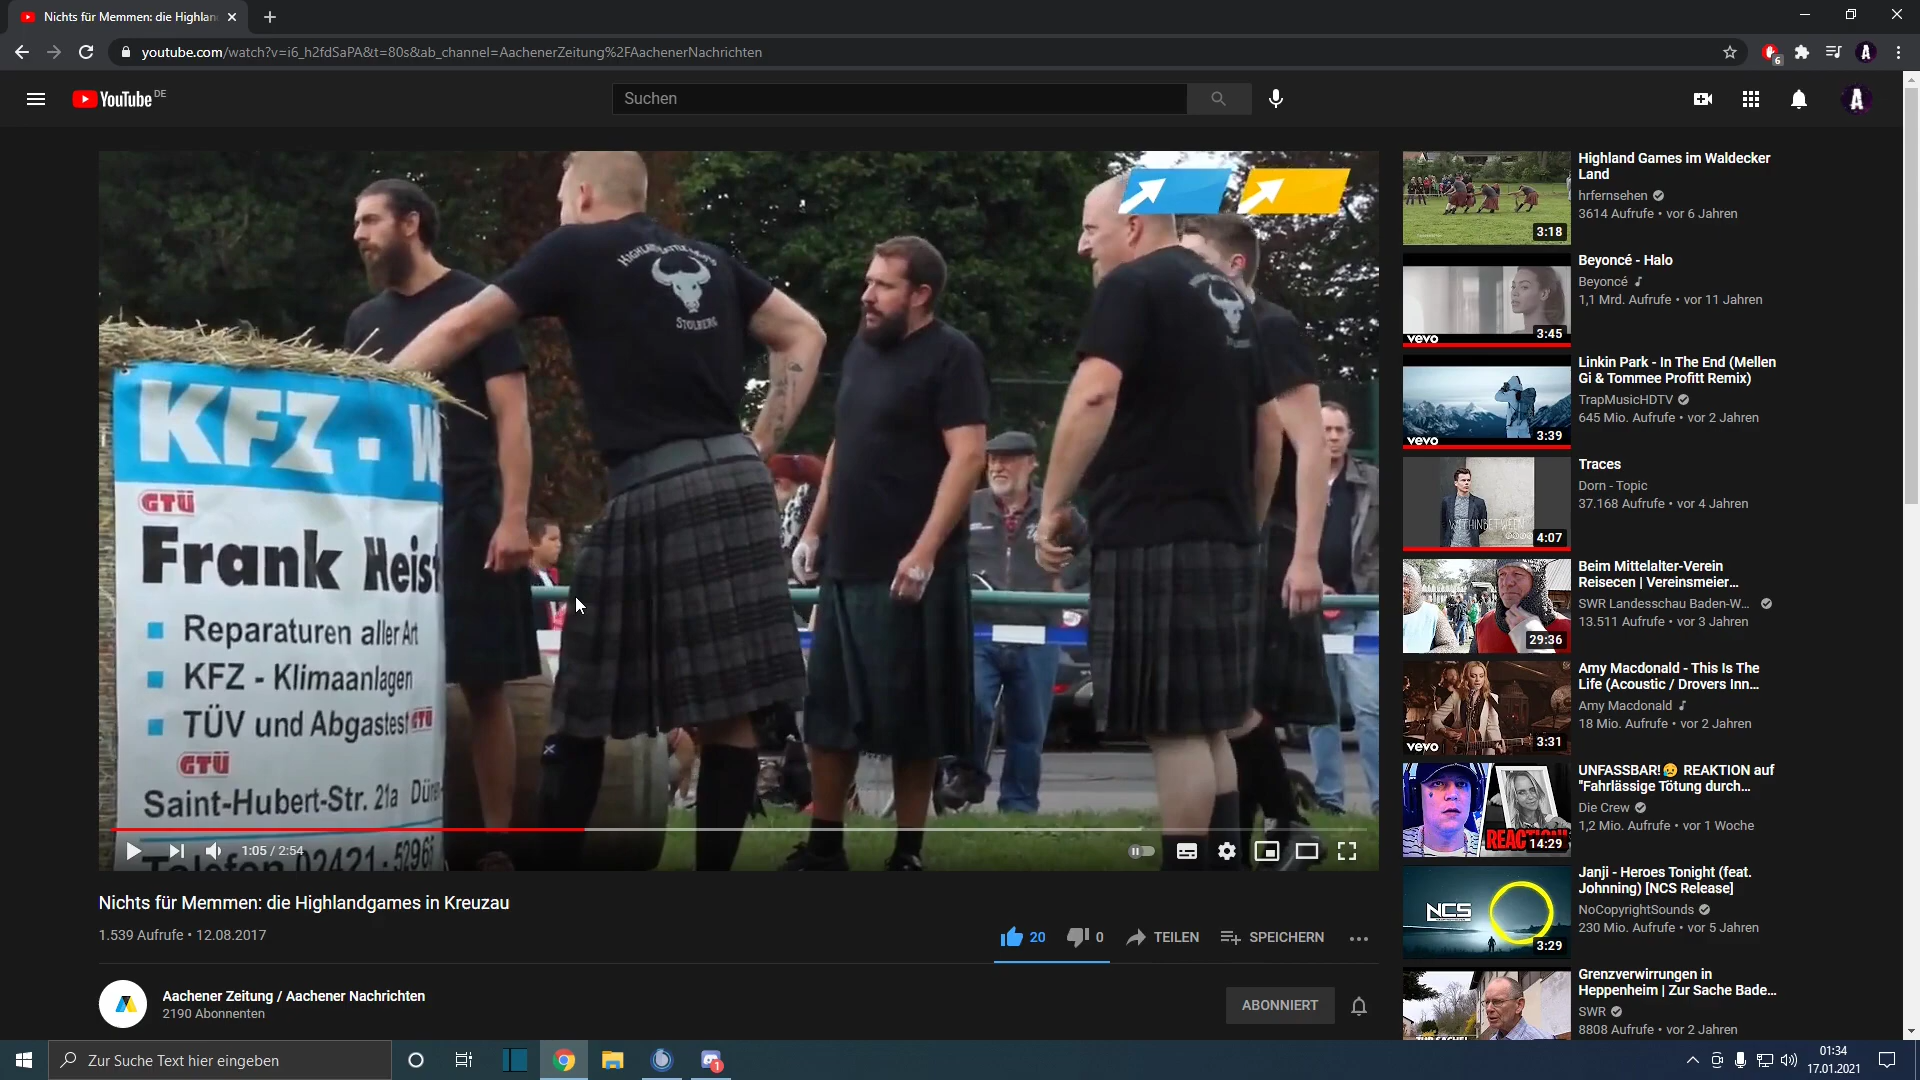 Nichts für Memmen: die Highlan
youtube.com/watch?v=i6_h2fdSaPA&t=80s&ab_channel=AachenerZeitung%2FAachenerNachrichten
6
YouTube DE
Suchen
HIGHLAND
STOLBERG
KFZ - W
GTÜ
Frank Heist
Reparaturen aller Art
KFZ - Klimaanlagen
TÜV und Abgastest GTÜ
GTÜ
Saint-Hubert-Str. 21a Düre
Telefon 02421 - 52961
1:05 / 2:54
Nichts für Memmen: die Highlandgames in Kreuzau
1.539 Aufrufe • 12.08.2017
20
0
TEILEN
SPEICHERN
Aachener Zeitung / Aachener Nachrichten
2190 Abonnenten
ABONNIERT
3:18
Highland Games im Waldecker
Land
hrfernsehen
3614 Aufrufe • vor 6 Jahren
vevo
3:45
Beyoncé - Halo
Beyoncé
1,1 Mrd. Aufrufe • vor 11 Jahren
vevo
3:39
Linkin Park - In The End (Mellen
Gi & Tommee Profitt Remix)
TrapMusicHDTV
645 Mio. Aufrufe • vor 2 Jahren
WITHINBETWEEN
4:07
Traces
Dorn - Topic
37.168 Aufrufe • vor 4 Jahren
29:36
Beim Mittelalter-Verein
Reisecen | Vereinsmeier...
SWR Landesschau Baden-W...
13.511 Aufrufe • vor 3 Jahren
vevo
3:31
Amy Macdonald - This Is The
Life (Acoustic / Drovers Inn...
Amy Macdonald
18 Mio. Aufrufe • vor 2 Jahren
REACTION!
14:29
UNFASSBAR!😥 REAKTION auf
"Fahrlässige Tötung durch...
Die Crew
1,2 Mio. Aufrufe • vor 1 Woche
NCS
3:29
Janji - Heroes Tonight (feat.
Johnning) [NCS Release]
NoCopyrightSounds
230 Mio. Aufrufe • vor 5 Jahren
Grenzverwirrungen in
Heppenheim | Zur Sache Bade...
SWR
8808 Aufrufe • vor 2 Jahren
Zur Suche Text hier eingeben
1
01:34
17.01.2021